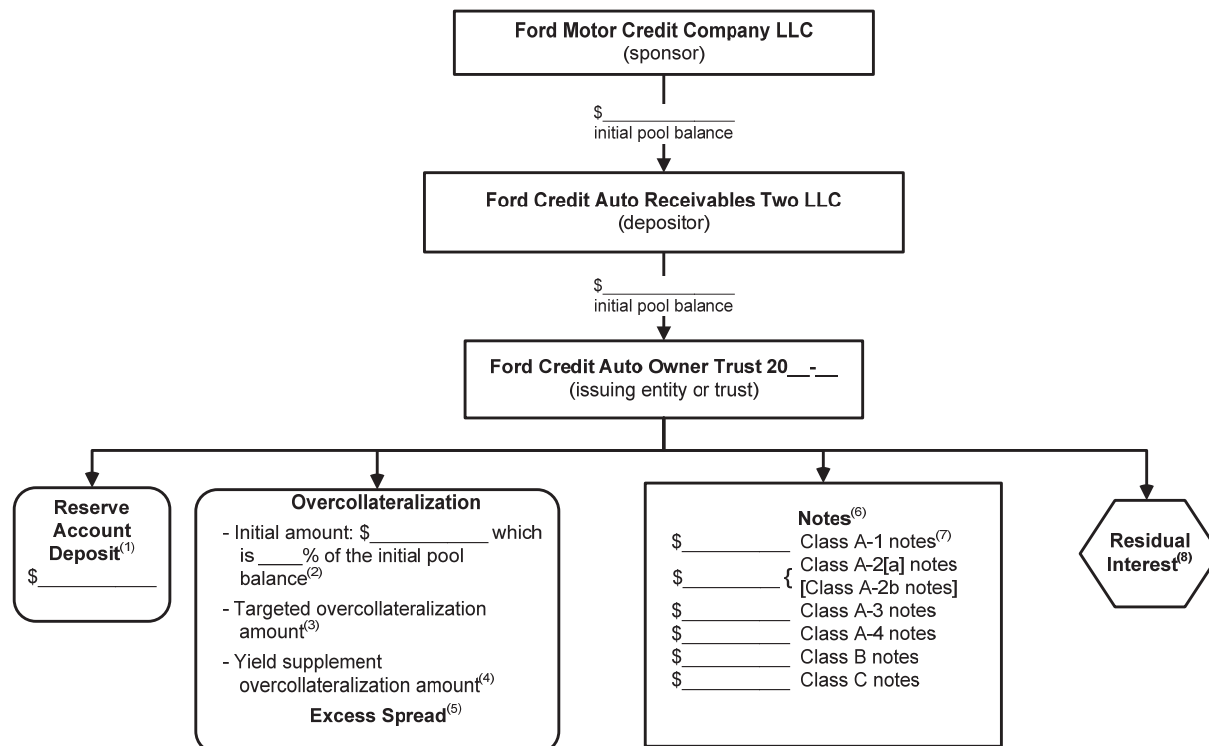 Ford Motor Credit Company LLC
(sponsor)
$______________
initial pool balance
Ford Credit Auto Receivables Two LLC
(depositor)
$______________
initial pool balance
Ford Credit Auto Owner Trust 20__-__
(issuing entity or trust)
Reserve
Account
Deposit(1)
$____________
Overcollateralization
- Initial amount: $___________ which
is ____% of the initial pool
balance(2)
- Targeted overcollateralization
amount(3)
- Yield supplement
overcollateralization amount(4)
Excess Spread(5)
Notes(6)
$__________ Class A-1 notes(7)
$_________ { Class A-2[a] notes
[Class A-2b notes]
$__________ Class A-3 notes
$__________ Class A-4 notes
$__________ Class B notes
$__________ Class C notes
Residual
Interest(8)